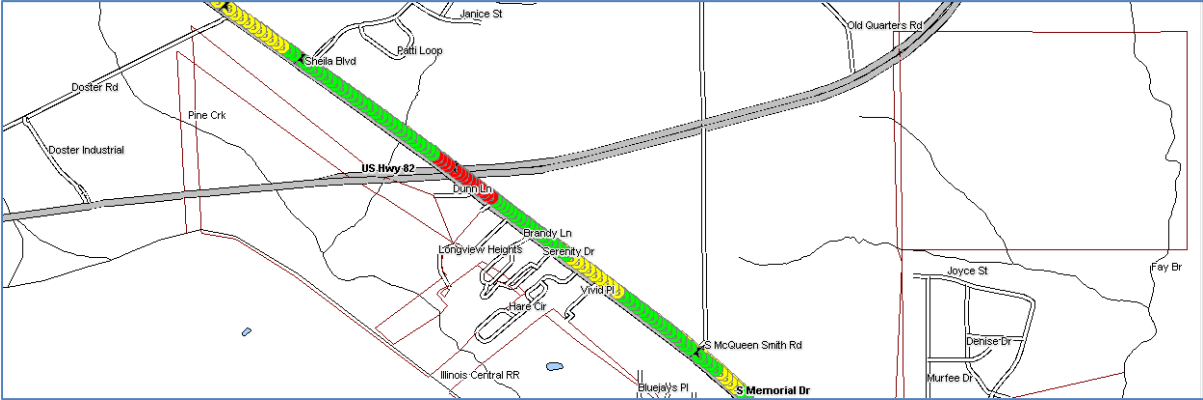 Janice St
Old Quarters Rd
Patti Loop
Sheila Blvd
Doster Rd
Pine Crk
Doster Industrial
US Hwy 82
Dunn Ln
Brandy Ln
Longview Heights
Serenity Dr
Fay Br
Joyce St
Vivid Pl
Hare Cir
Denise Dr
S McQueen Smith Rd
Illinois Central RR
Murfee Dr
Bluejays Pl
S Memorial Dr